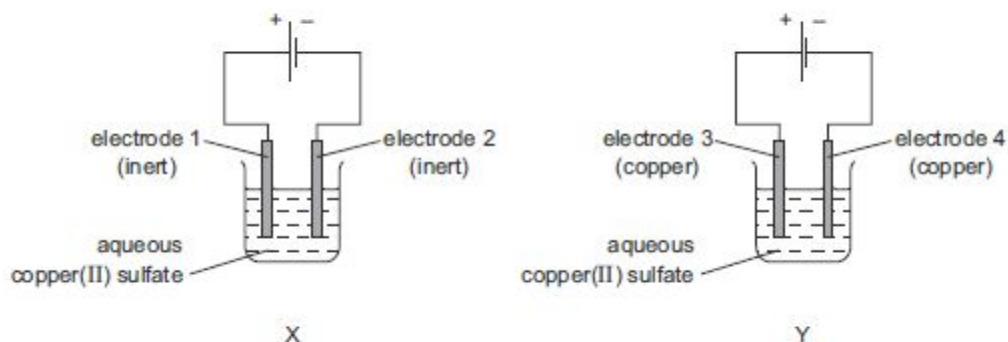 + –
+ –
electrode 1
(inert)
electrode 2
(inert)
electrode 3
(copper)
electrode 4
(copper)
aqueous
copper(II) sulfate
aqueous
copper(II) sulfate
X
Y